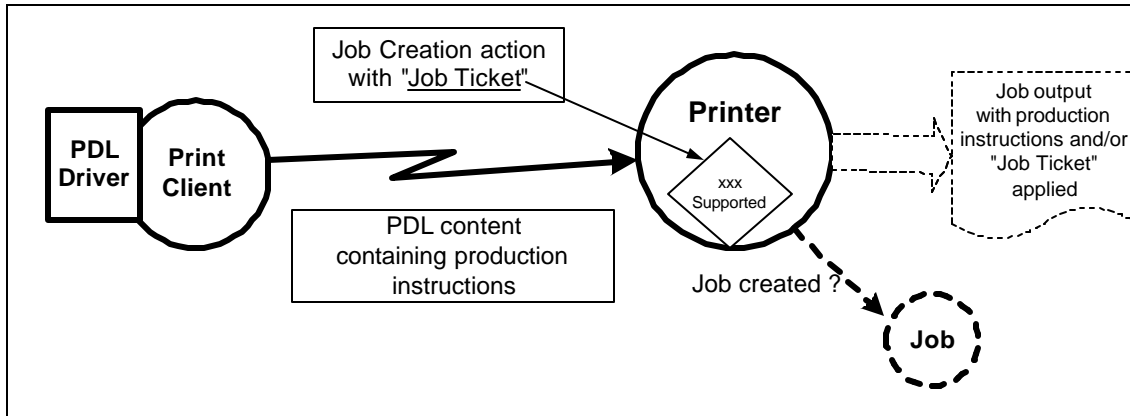 Job Creation action
with "Job Ticket"
PDL
Driver
Print
Client
Printer
xxx
Supported
Job output
with production
instructions and/or
"Job Ticket"
applied
PDL content
containing production
instructions
Job created ?
Job